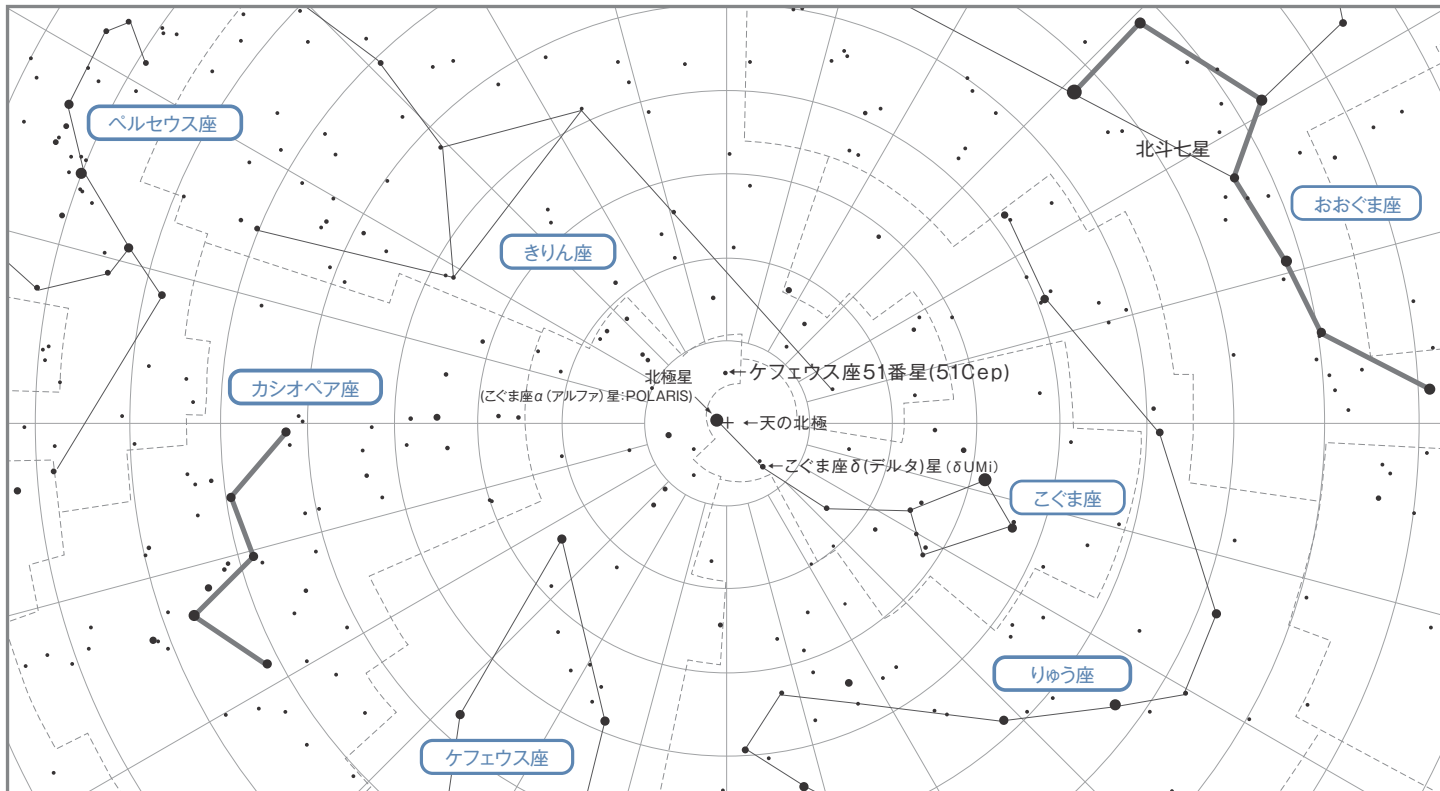 ペルセウス座
北斗七星
おおぐま座
きりん座
北極星
(こぐま座α(アルファ)星:POLARIS)
←ケフェウス座51番星(51Cep)
カシオペア座
←天の北極
←こぐま座δ(デルタ)星(δUMi)
こぐま座
りゅう座
ケフェウス座